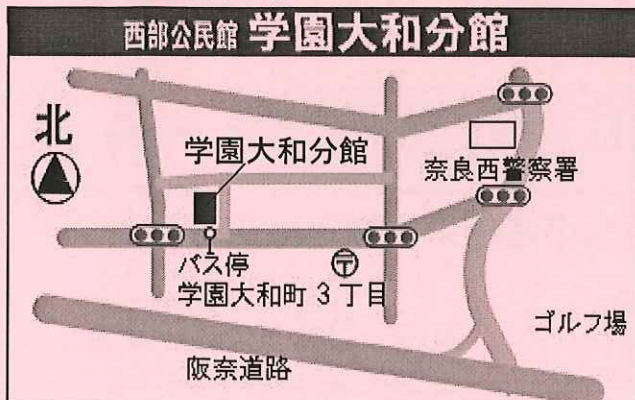 西部公民館 学園大和分館
北
学園大和分館
奈良西警察署
バス停
学園大和町 3 丁目
〒
ゴルフ場
阪奈道路